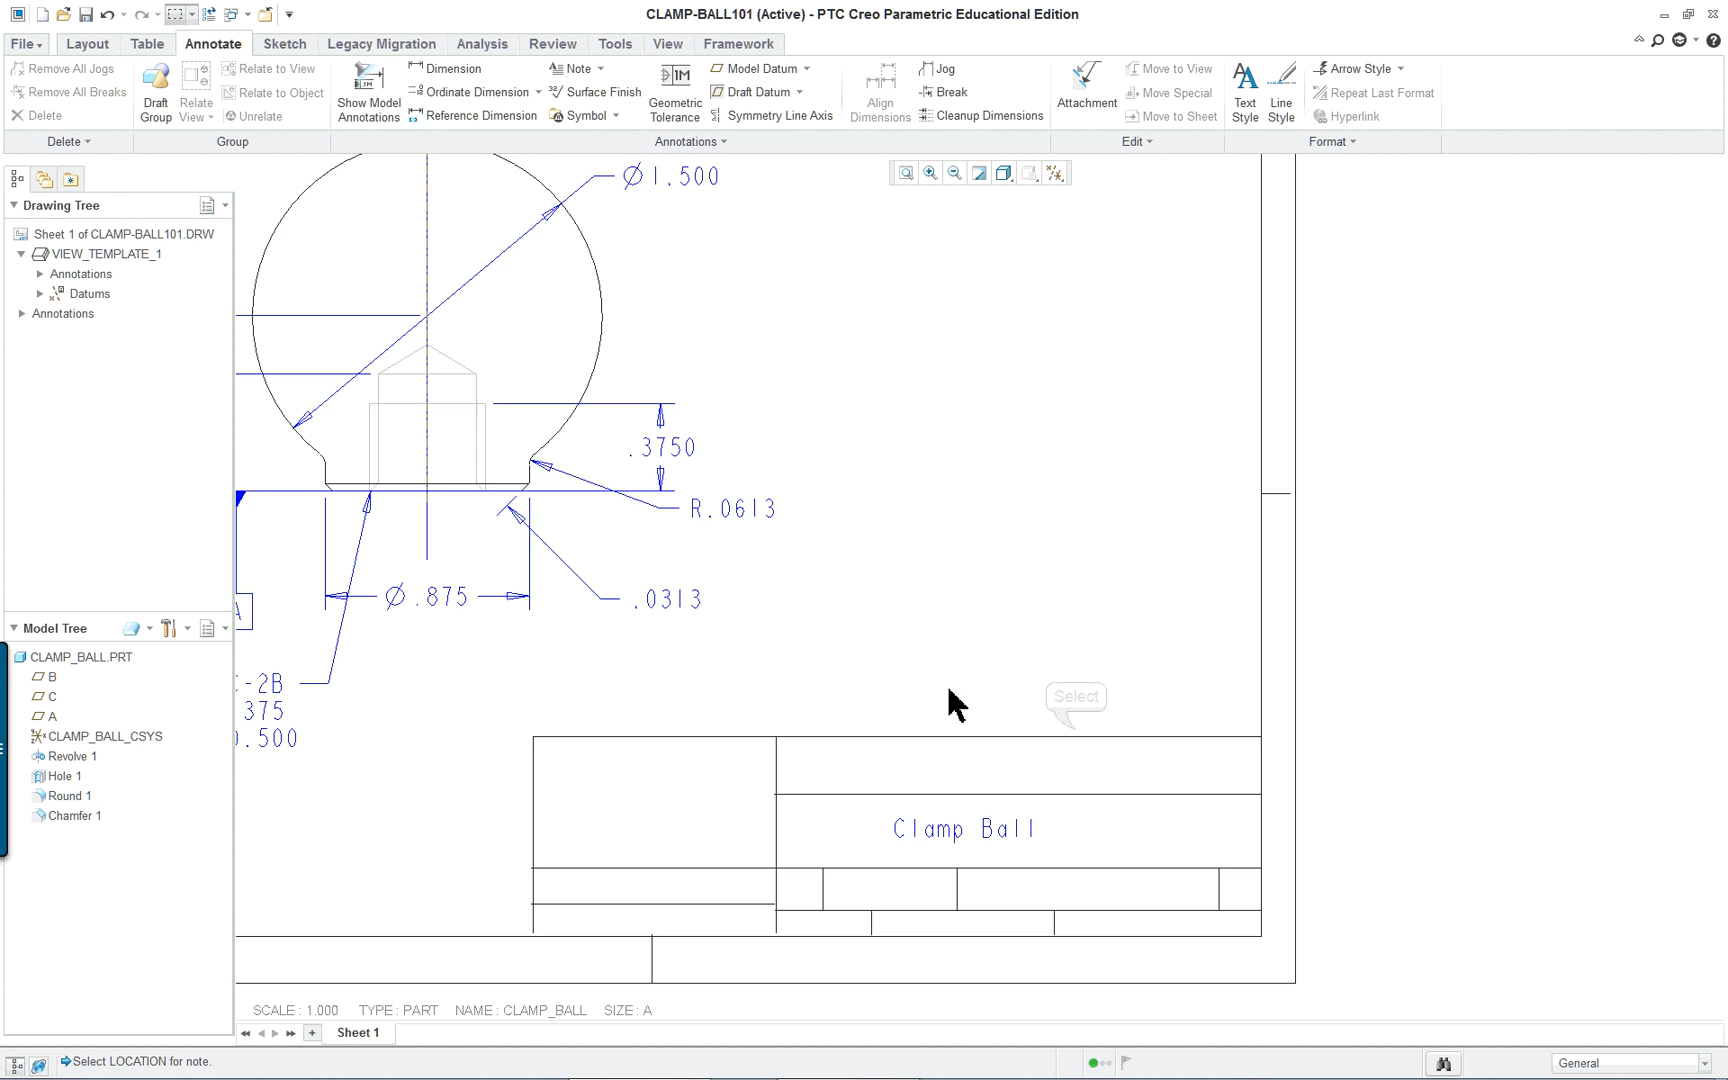 CLAMP-BALL101 (Active) - PTC Creo Parametric Educational Edition
File
Layout
Table
Annotate
Sketch
Legacy Migration
Analysis
Review
Tools
View
Framework
Remove All Jogs
Remove All Breaks
Delete
Delete
Draft Group
Relate View
Relate to View
Relate to Object
Unrelate
Group
Show Model Annotations
Dimension
Ordinate Dimension
Reference Dimension
Note
Surface Finish
Symbol
Geometric Tolerance
Model Datum
Draft Datum
Symmetry Line Axis
Align Dimensions
Jog
Break
Cleanup Dimensions
Annotations
Attachment
Move to View
Move Special
Move to Sheet
Edit
Text Style
Line Style
Arrow Style
Repeat Last Format
Hyperlink
Format
Drawing Tree
Sheet 1 of CLAMP-BALL101.DRW
VIEW_TEMPLATE_1
Annotations
Datums
Annotations
Model Tree
CLAMP_BALL.PRT
B
C
A
CLAMP_BALL_CSYS
Revolve 1
Hole 1
Round 1
Chamfer 1
Ø1.500
.3750
R.0613
Ø.875
.0313
A
-2B
375
.500
Select
Clamp Ball
SCALE : 1.000 TYPE : PART NAME : CLAMP_BALL SIZE : A
Sheet 1
Select LOCATION for note.
General